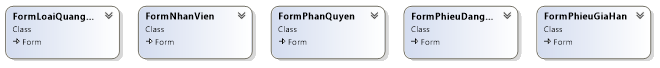 FormLoaiQuang...
Class
Form
FormNhanVien
Class
Form
FormPhanQuyen
Class
Form
FormPhieuDang...
Class
Form
FormPhieuGiaHan
Class
Form